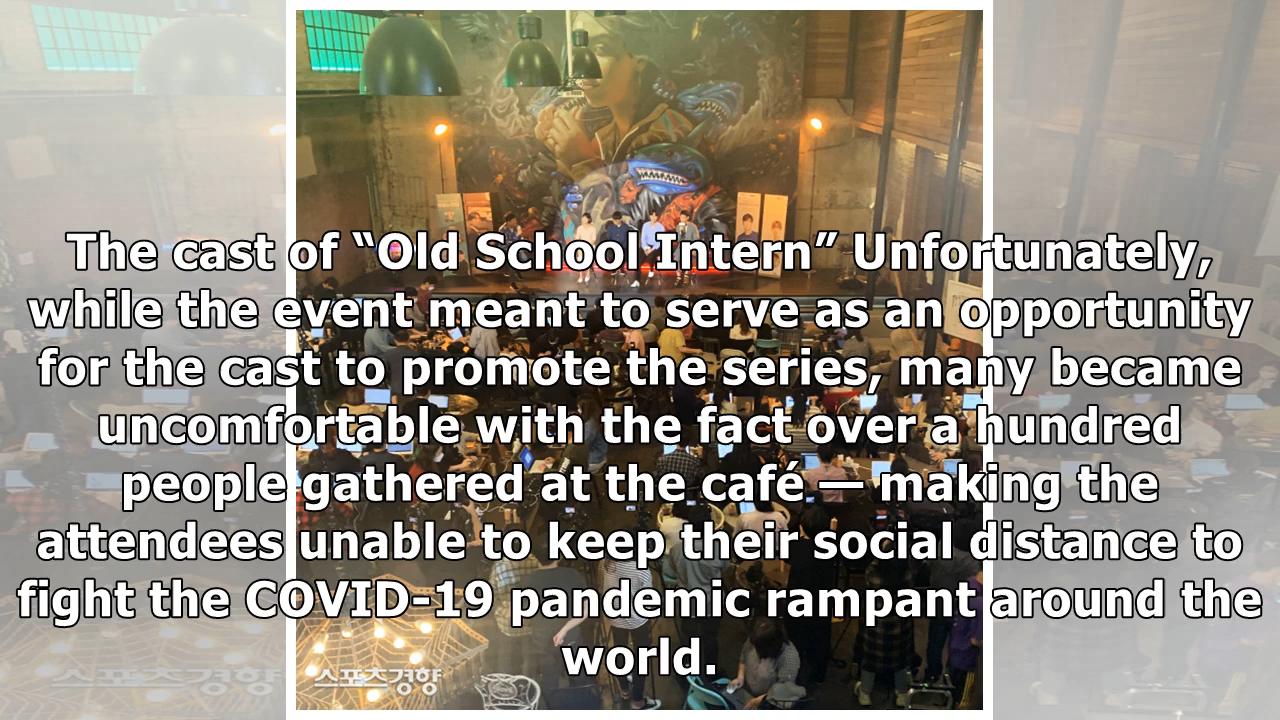 The cast of “Old School Intern” Unfortunately,
while the event meant to serve as an opportunity
for the cast to promote the series, many became
uncomfortable with the fact over a hundred
people gathered at the café — making the
attendees unable to keep their social distance to
fight the COVID-19 pandemic rampant around the
world.
스포츠경향